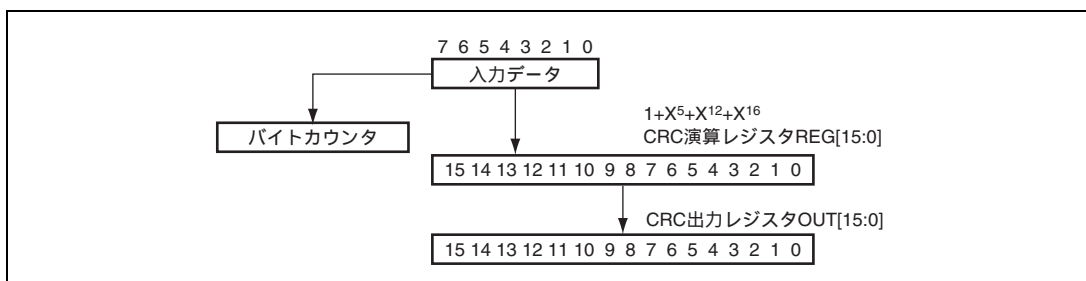 7 6 5 4 3 2 1 0
入力データ
1+X⁵+X¹²+X¹⁶
バイトカウンタ
CRC演算レジスタREG[15:0]
15 14 13 12 11 10 9 8 7 6 5 4 3 2 1 0
CRC出力レジスタOUT[15:0]
15 14 13 12 11 10 9 8 7 6 5 4 3 2 1 0